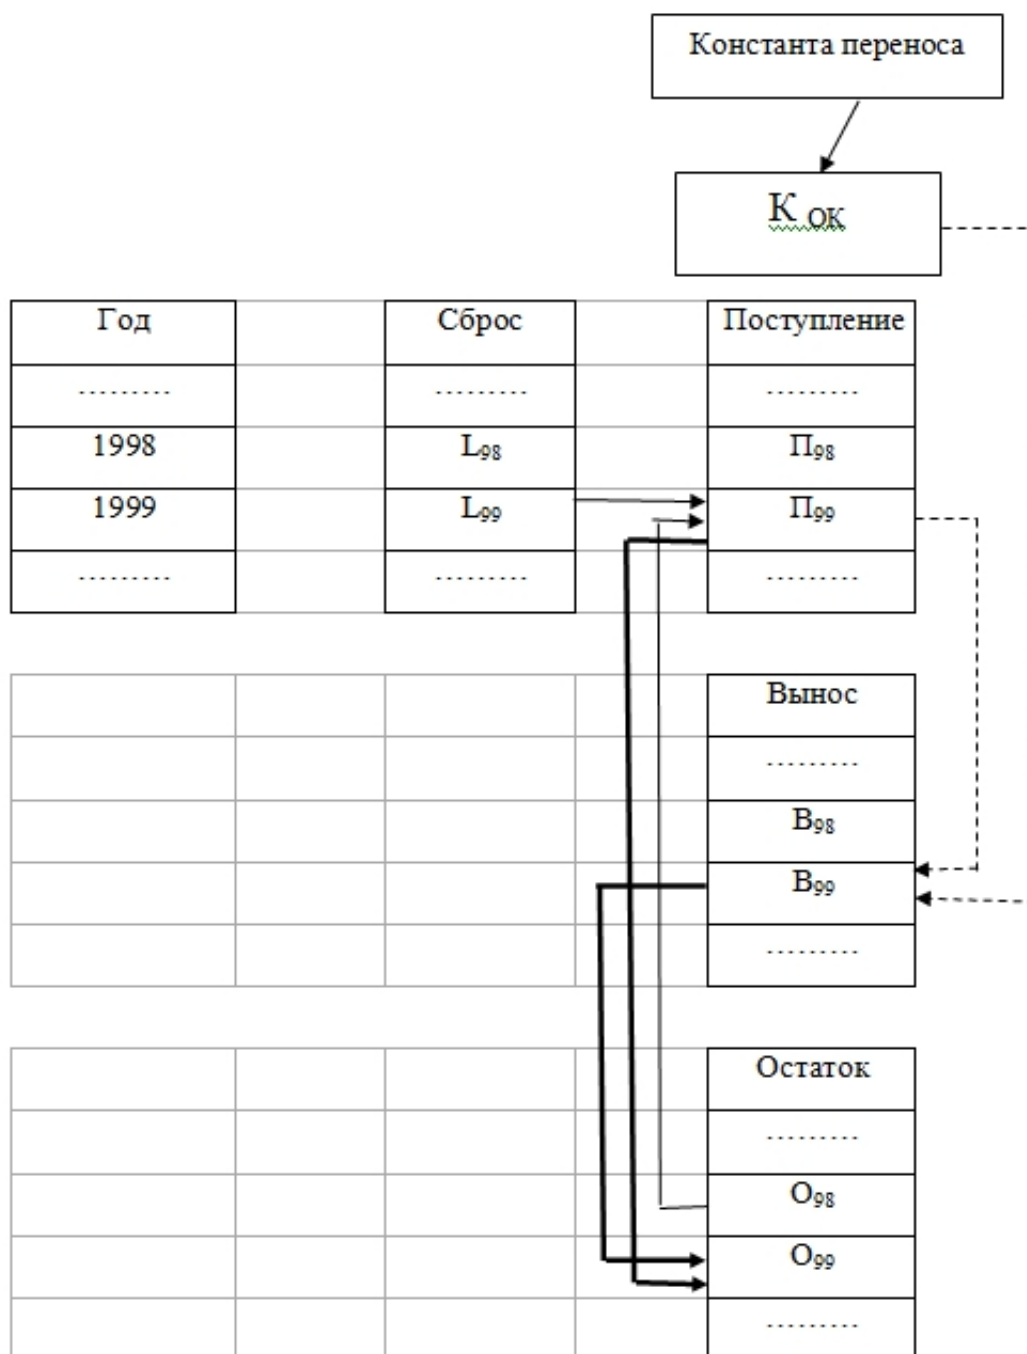 Константа переноса
К ОК
Год Сброс Поступление
......... ......... .........
1998 L98 П98
1999 L99 П99
......... ......... .........
Вынос
.........
В98
В99
.........
Остаток
.........
О98
О99
.........